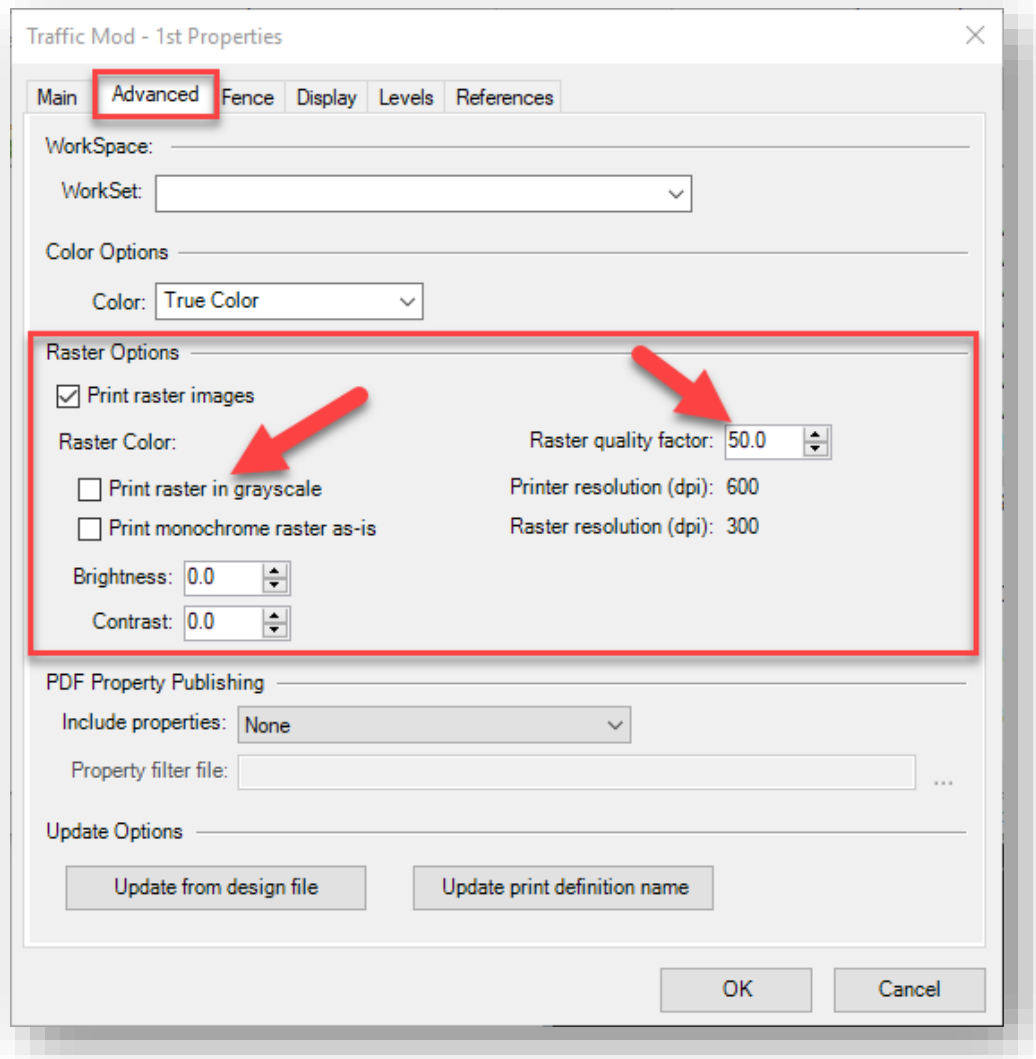 Traffic Mod - 1st Properties
Main Advanced Fence Display Levels References
WorkSpace:
WorkSet:
Color Options
Color: True Color
Raster Options
Print raster images
Raster Color:
Raster quality factor: 50.0
Print raster in grayscale
Printer resolution (dpi): 600
Print monochrome raster as-is
Raster resolution (dpi): 300
Brightness: 0.0
Contrast: 0.0
PDF Property Publishing
Include properties: None
Property filter file: ...
Update Options
Update from design file Update print definition name
OK Cancel